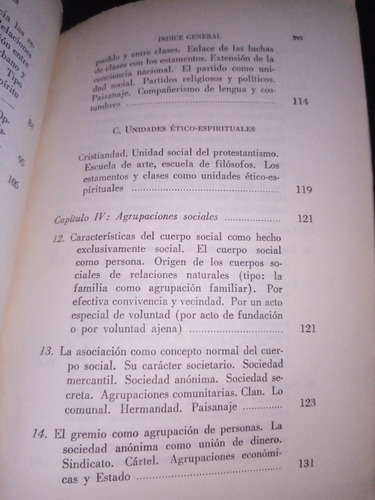 INDICE GENERAL 395
pueblo y entre clases. Enlace de las luchas
de clases con los estamentos. Extensión de la
conciencia nacional. El partido como uni-
dad social. Partidos religiosos y políticos.
Paisanaje. Compañerismo de lengua y cos-
tumbres 114
C. UNIDADES ÉTICO-ESPIRITUALES
Cristiandad. Unidad social del protestantismo.
Escuela de arte, escuela de filósofos. Los
estamentos y clases como unidades ético-es-
pirituales 119
Capítulo IV: Agrupaciones sociales 121
12. Características del cuerpo social como hecho
exclusivamente social. El cuerpo social
como persona. Origen de los cuerpos so-
ciales de relaciones naturales (tipo: la
familia como agrupación familiar). Por
efectiva convivencia y vecindad. Por un acto
especial de voluntad (por acto de fundación
o por voluntad ajena) 121
13. La asociación como concepto normal del cuer-
po social. Su carácter societario. Sociedad
mercantil. Sociedad anónima. Sociedad se-
creta. Agrupaciones comunitarias. Clan. Lo
comunal. Hermandad. Paisanaje 123
14. El gremio como agrupación de personas. La
sociedad anónima como unión de dinero.
Sindicato. Cártel. Agrupaciones económi-
cas y Estado 131